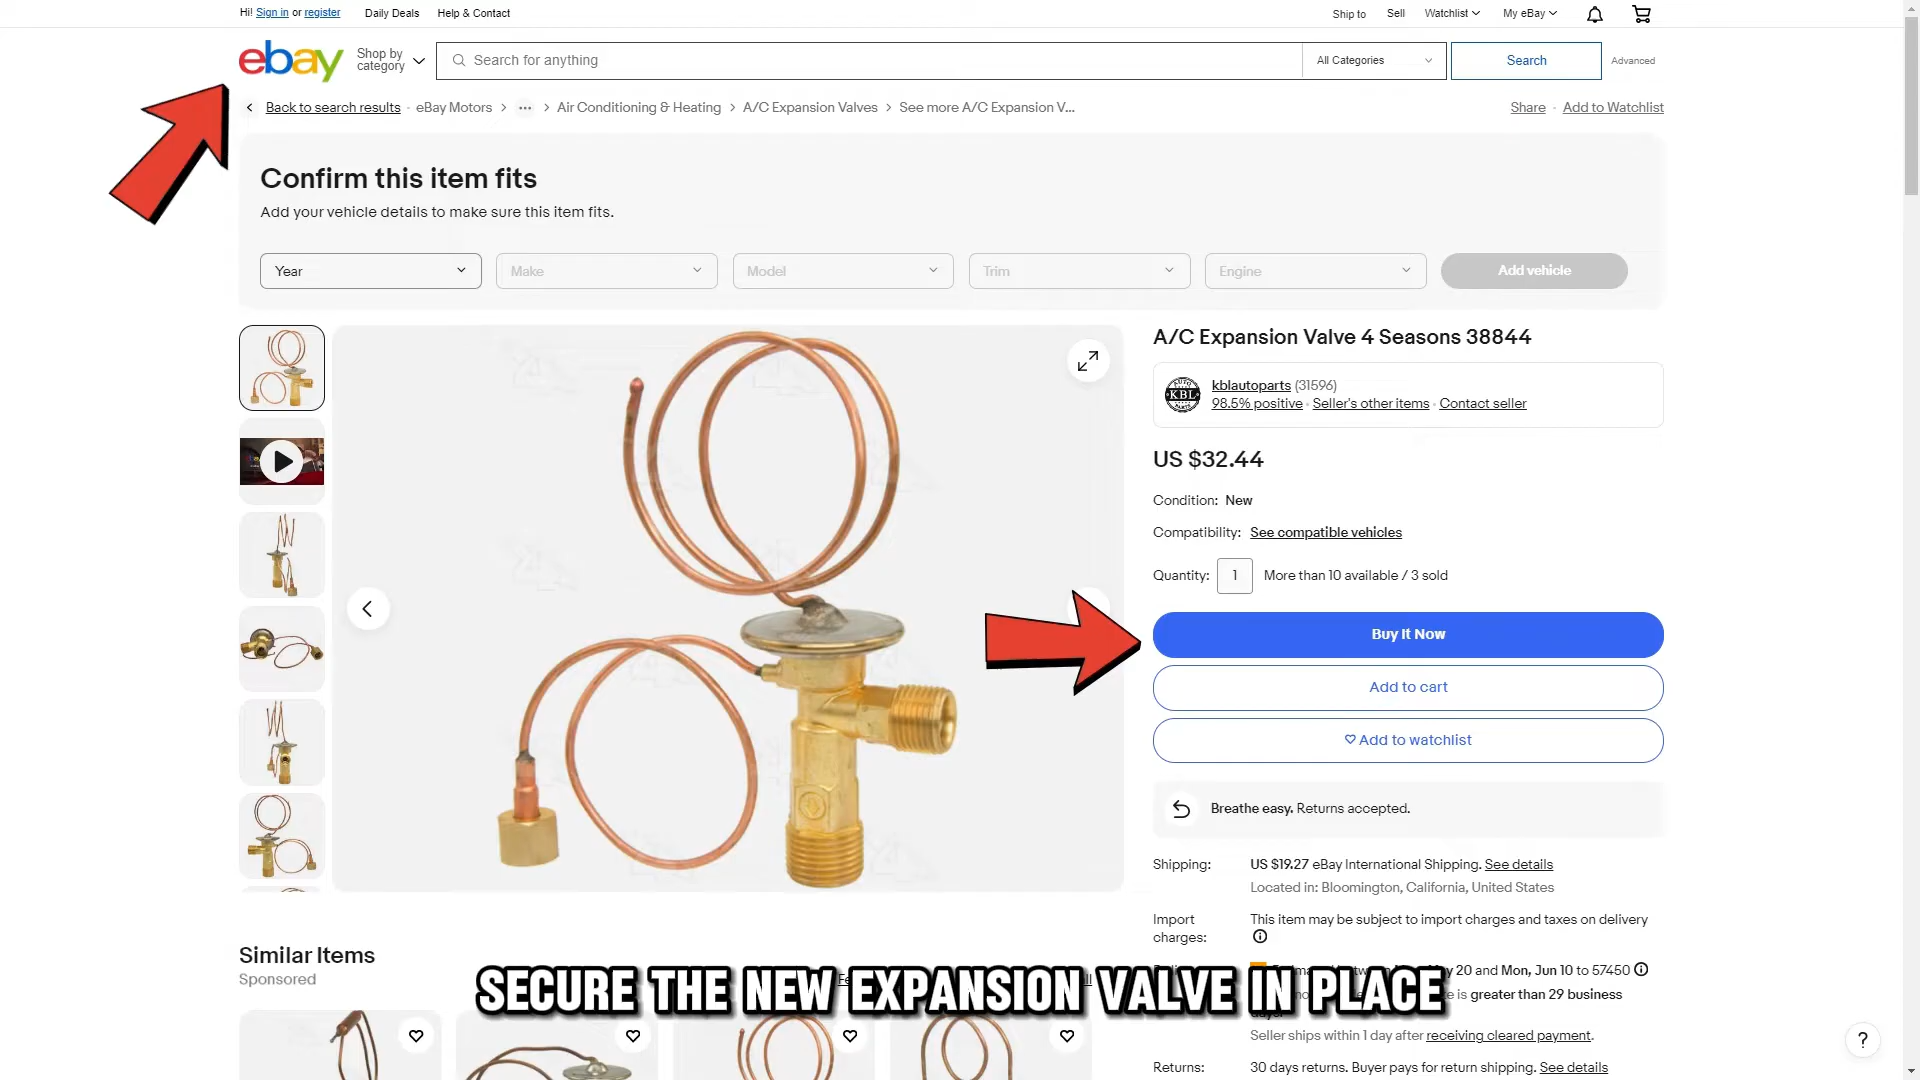 Hi! Sign in or register
Daily Deals
Help & Contact
Ship to
Sell
Watchlist
My eBay
ebay
Shop by
category
Search for anything
All Categories
Search
Advanced
Back to search results
eBay Motors
...
Air Conditioning & Heating
A/C Expansion Valves
See more A/C Expansion V...
Share
Add to Watchlist
Confirm this item fits
Add your vehicle details to make sure this item fits.
Year
Make
Model
Trim
Engine
Add vehicle
A/C Expansion Valve 4 Seasons 38844
KBL
kblautoparts (31596)
98.5% positive · Seller's other items · Contact seller
US $32.44
Condition: New
Compatibility: See compatible vehicles
Quantity: 1 More than 10 available / 3 sold
Buy It Now
Add to cart
Add to watchlist
Breathe easy. Returns accepted.
Shipping: US $19.27 eBay International Shipping. See details
Located in: Bloomington, California, United States
Import
charges:
This item may be subject to import charges and taxes on delivery
20 and Mon, Jun 10 to 57450
is greater than 29 business
Seller ships within 1 day after receiving cleared payment.
Returns: 30 days returns. Buyer pays for return shipping. See details
Similar Items
Sponsored
SECURE THE NEW EXPANSION VALVE IN PLACE
?